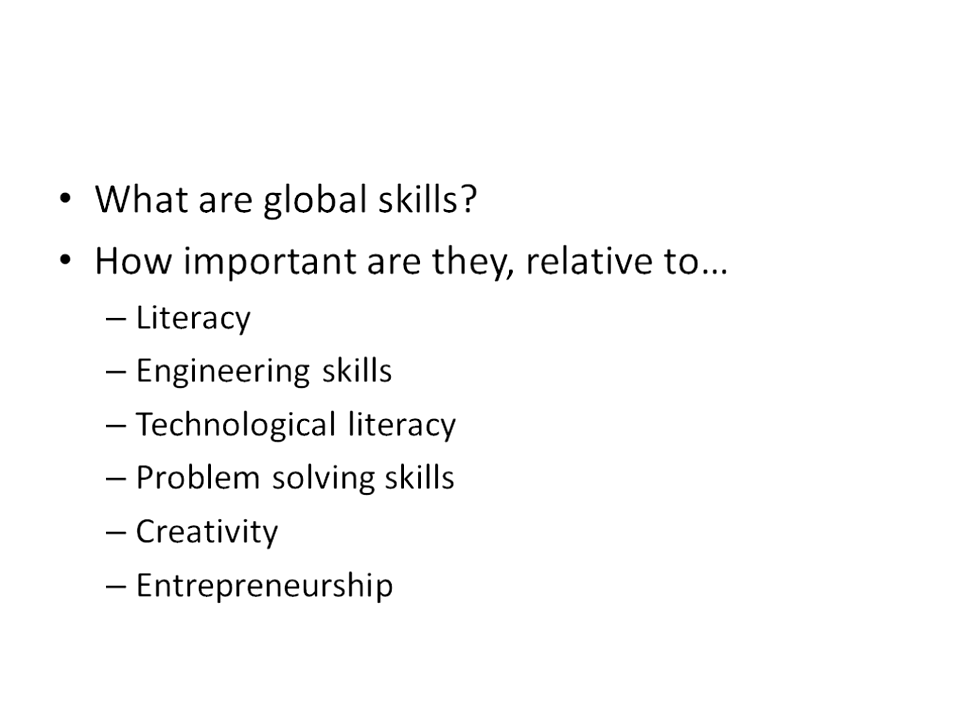 • What are global skills?
• How important are they, relative to…
– Literacy
– Engineering skills
– Technological literacy
– Problem solving skills
– Creativity
– Entrepreneurship